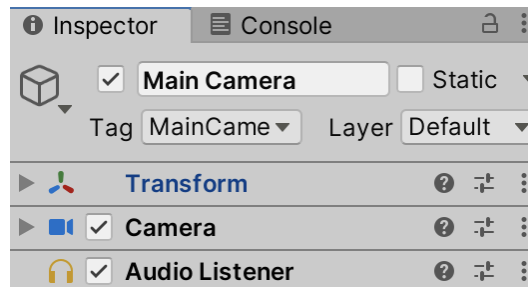 Inspector Console
Main Camera Static
Tag MainCame Layer Default
Transform
Camera
Audio Listener